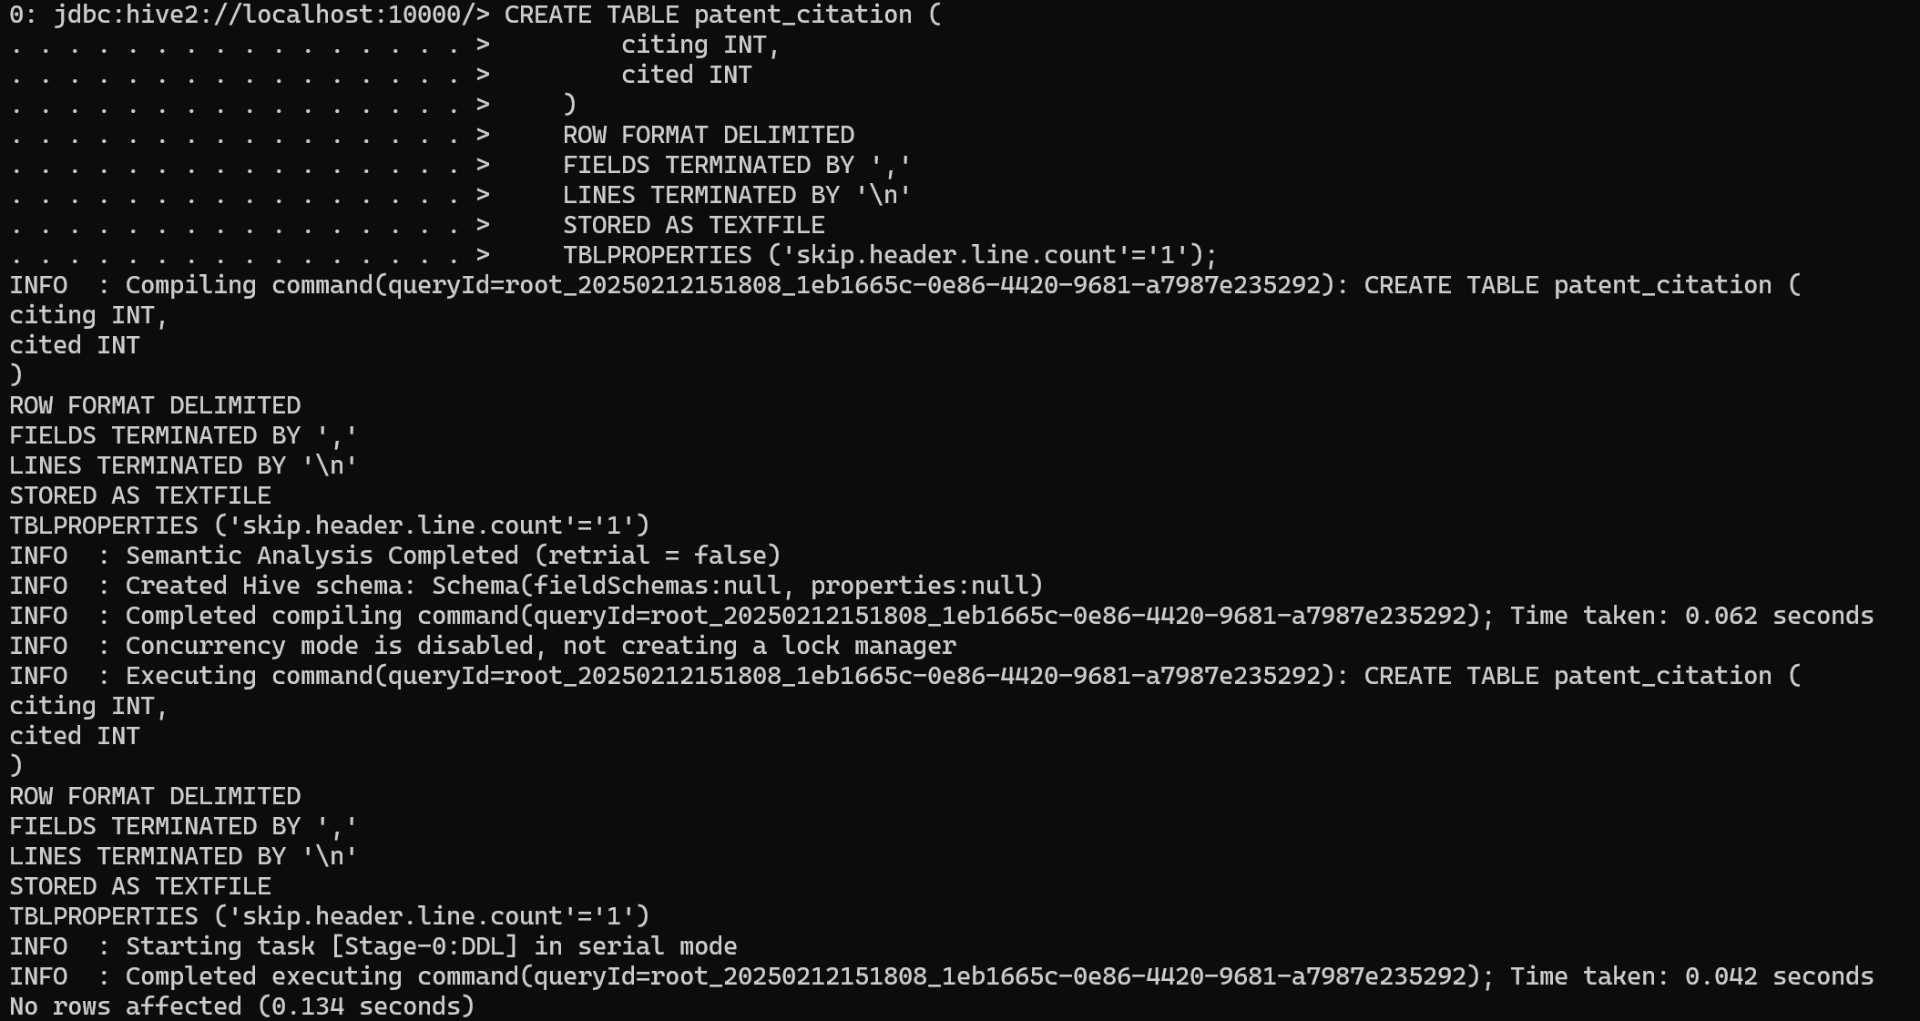 0: jdbc:hive2://localhost:10000/> CREATE TABLE patent_citation (
. . . . . . . . . . . . . . . . >         citing INT,
. . . . . . . . . . . . . . . . >         cited INT
. . . . . . . . . . . . . . . . >     )
. . . . . . . . . . . . . . . . >     ROW FORMAT DELIMITED
. . . . . . . . . . . . . . . . >     FIELDS TERMINATED BY ','
. . . . . . . . . . . . . . . . >     LINES TERMINATED BY '\n'
. . . . . . . . . . . . . . . . >     STORED AS TEXTFILE
. . . . . . . . . . . . . . . . >     TBLPROPERTIES ('skip.header.line.count'='1');
INFO  : Compiling command(queryId=root_20250212151808_1eb1665c-0e86-4420-9681-a7987e235292): CREATE TABLE patent_citation (
citing INT,
cited INT
)
ROW FORMAT DELIMITED
FIELDS TERMINATED BY ','
LINES TERMINATED BY '\n'
STORED AS TEXTFILE
TBLPROPERTIES ('skip.header.line.count'='1')
INFO  : Semantic Analysis Completed (retrial = false)
INFO  : Created Hive schema: Schema(fieldSchemas:null, properties:null)
INFO  : Completed compiling command(queryId=root_20250212151808_1eb1665c-0e86-4420-9681-a7987e235292); Time taken: 0.062 seconds
INFO  : Concurrency mode is disabled, not creating a lock manager
INFO  : Executing command(queryId=root_20250212151808_1eb1665c-0e86-4420-9681-a7987e235292): CREATE TABLE patent_citation (
citing INT,
cited INT
)
ROW FORMAT DELIMITED
FIELDS TERMINATED BY ','
LINES TERMINATED BY '\n'
STORED AS TEXTFILE
TBLPROPERTIES ('skip.header.line.count'='1')
INFO  : Starting task [Stage-0:DDL] in serial mode
INFO  : Completed executing command(queryId=root_20250212151808_1eb1665c-0e86-4420-9681-a7987e235292); Time taken: 0.042 seconds
No rows affected (0.134 seconds)